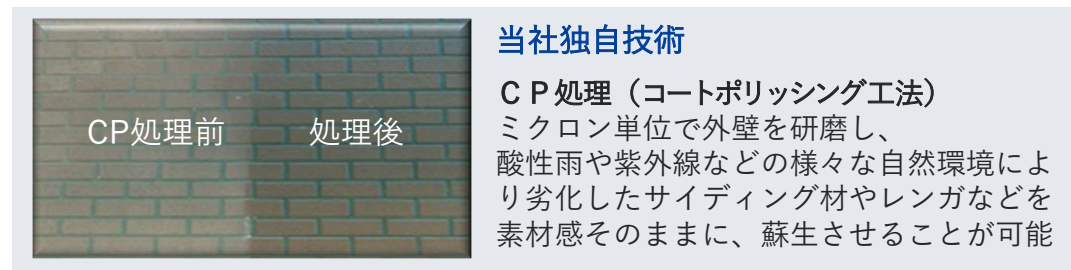 CP処理前
処理後
当社独自技術
ＣＰ処理（コートポリッシング工法）
ミクロン単位で外壁を研磨し、
酸性雨や紫外線などの様々な自然環境によ
り劣化したサイディング材やレンガなどを
素材感そのままに、蘇生させることが可能